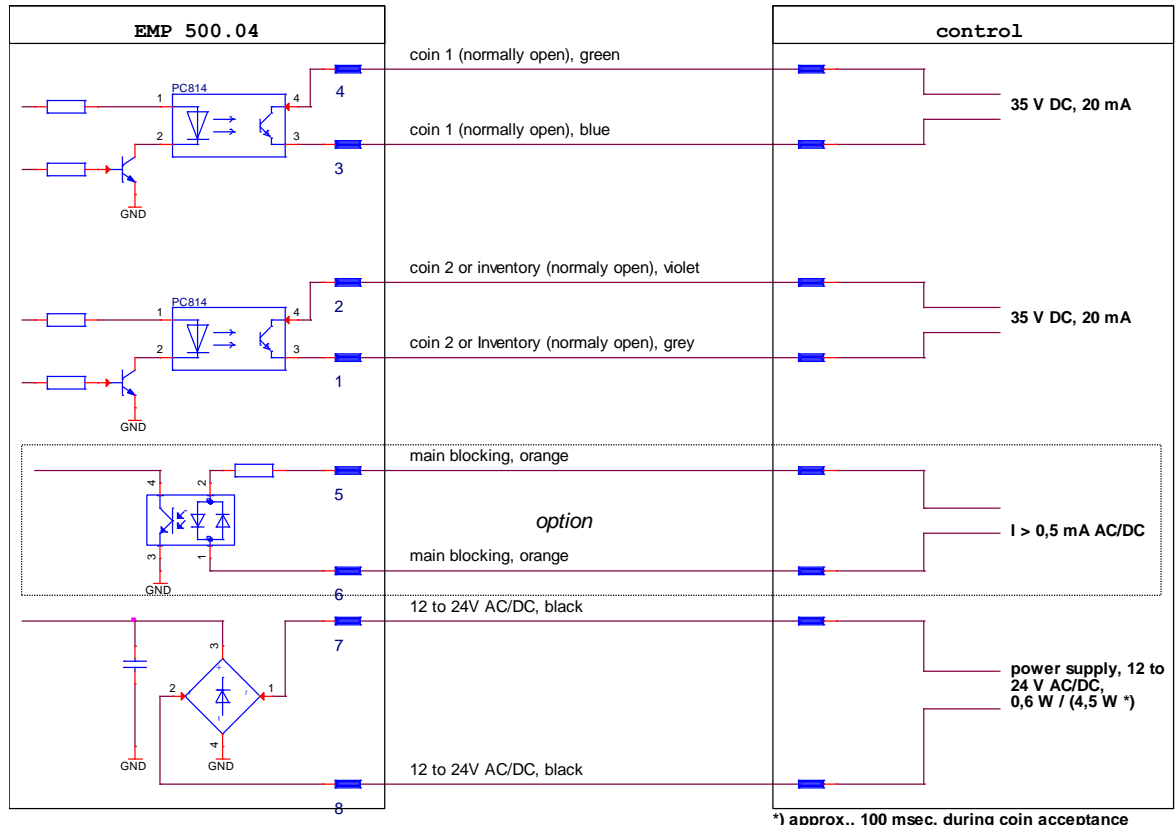 EMP 500.04
control
coin 1 (normally open), green
PC814
1
4
4
35 V DC, 20 mA
coin 1 (normally open), blue
2
3
3
GND
coin 2 or inventory (normaly open), violet
PC814
1
4
2
35 V DC, 20 mA
coin 2 or Inventory (normaly open), grey
2
3
1
GND
main blocking, orange
4
2
5
option
I > 0,5 mA AC/DC
main blocking, orange
3
1
GND
6
12 to 24V AC/DC, black
7
3
+
2
-
~
1
~
4
power supply, 12 to
24 V AC/DC,
0,6 W / (4,5 W *)
GND
GND
12 to 24V AC/DC, black
8
*) approx.. 100 msec. during coin acceptance